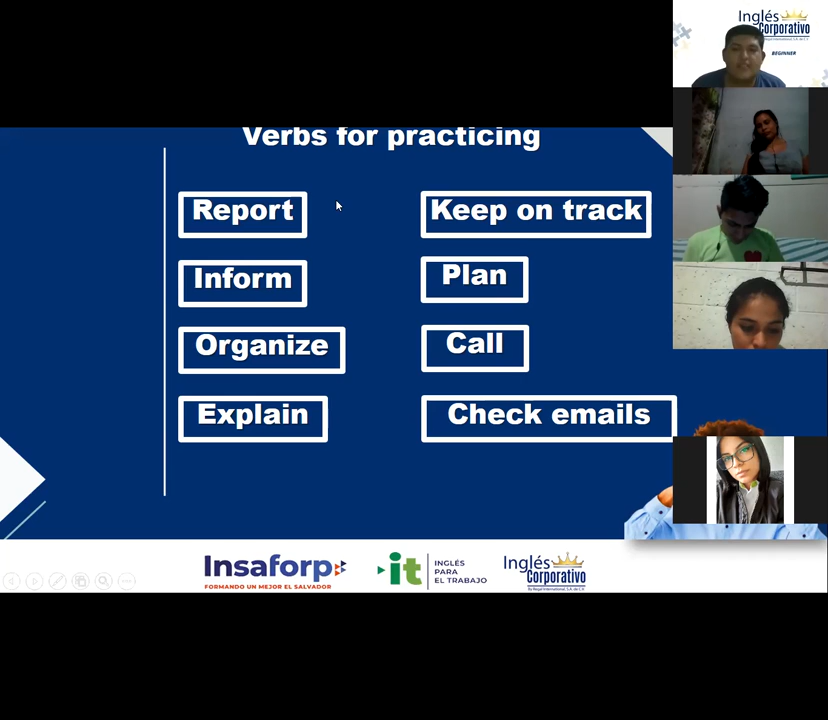 Verbs for practicing
Report
Inform
Organize
Explain
Keep on track
Plan
Call
Check emails
Insaforp
FORMANDO UN MEJOR EL SALVADOR
it
INGLÉS
PARA
EL TRABAJO
Inglés
Corporativo
Inglés
Corporativo
BEGINNER